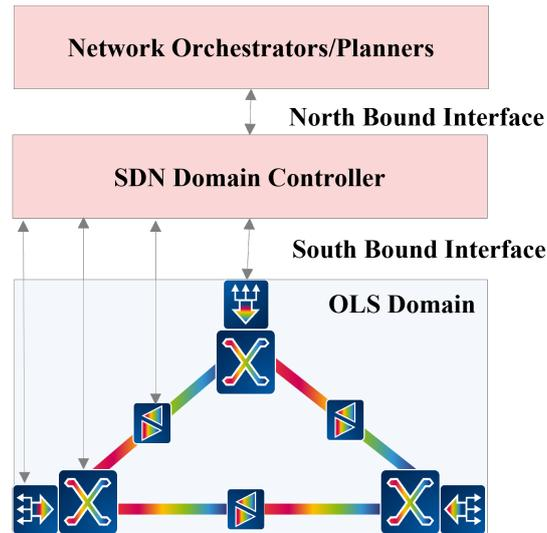 Network Orchestrators/Planners
North Bound Interface
SDN Domain Controller
South Bound Interface
OLS Domain